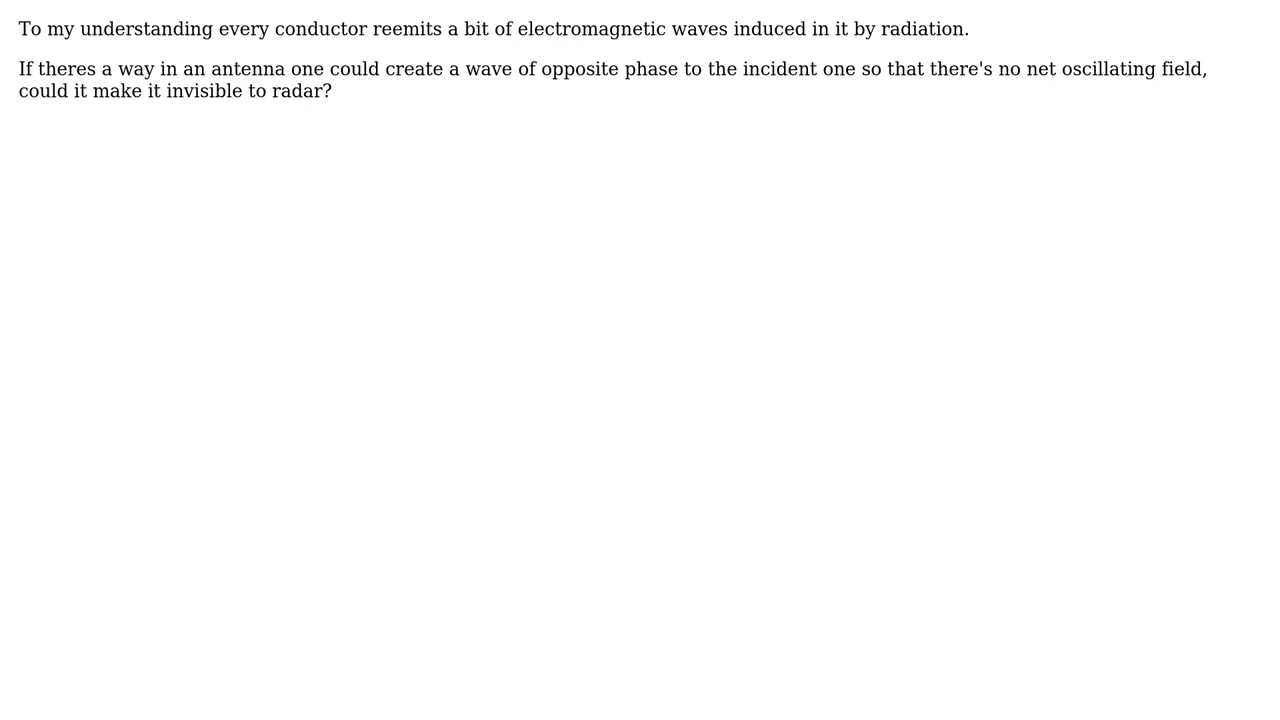 To my understanding every conductor reemits a bit of electromagnetic waves induced in it by radiation.
If theres a way in an antenna one could create a wave of opposite phase to the incident one so that there's no net oscillating field,
could it make it invisible to radar?